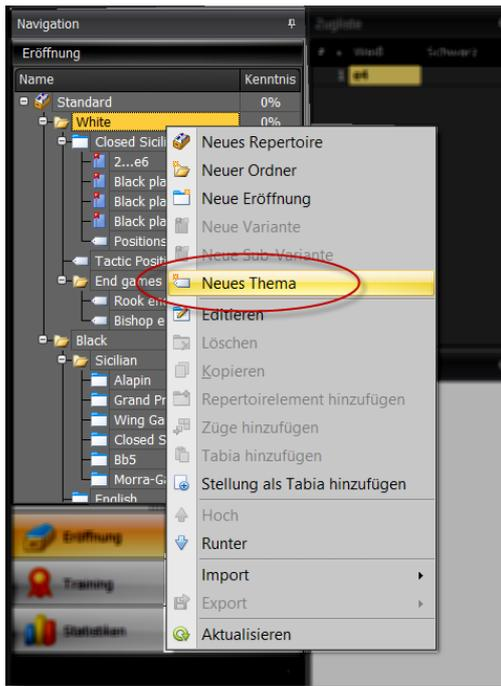 Navigation
Zugliste
Eröffnung
# Weiß Schwarz
Name Kenntnis
1 e4
Standard 0%
White 0%
Closed Sicili
2...e6
Black pla
Black pla
Black pla
Positions
Tactic Positi
End games
Rook en
Bishop e
Black
Sicilian
Alapin
Grand Pr
Wing Ga
Closed S
Bb5
Morra-G
English
Eröffnung
Training
Statistiken
Neues Repertoire
Neuer Ordner
Neue Eröffnung
Neue Variante
Neue Sub-Variante
Neues Thema
Editieren
Löschen
Kopieren
Repertoirelement hinzufügen
Züge hinzufügen
Tabia hinzufügen
Stellung als Tabia hinzufügen
Hoch
Runter
Import
Export
Aktualisieren